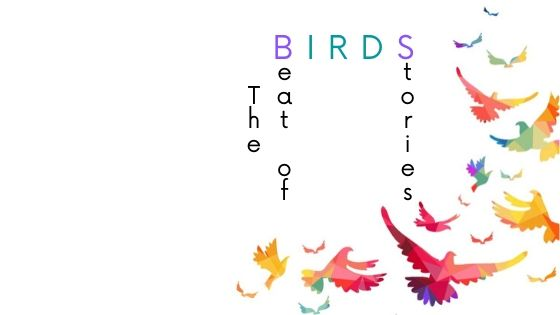 BIRDS
The
Beat of
Stories